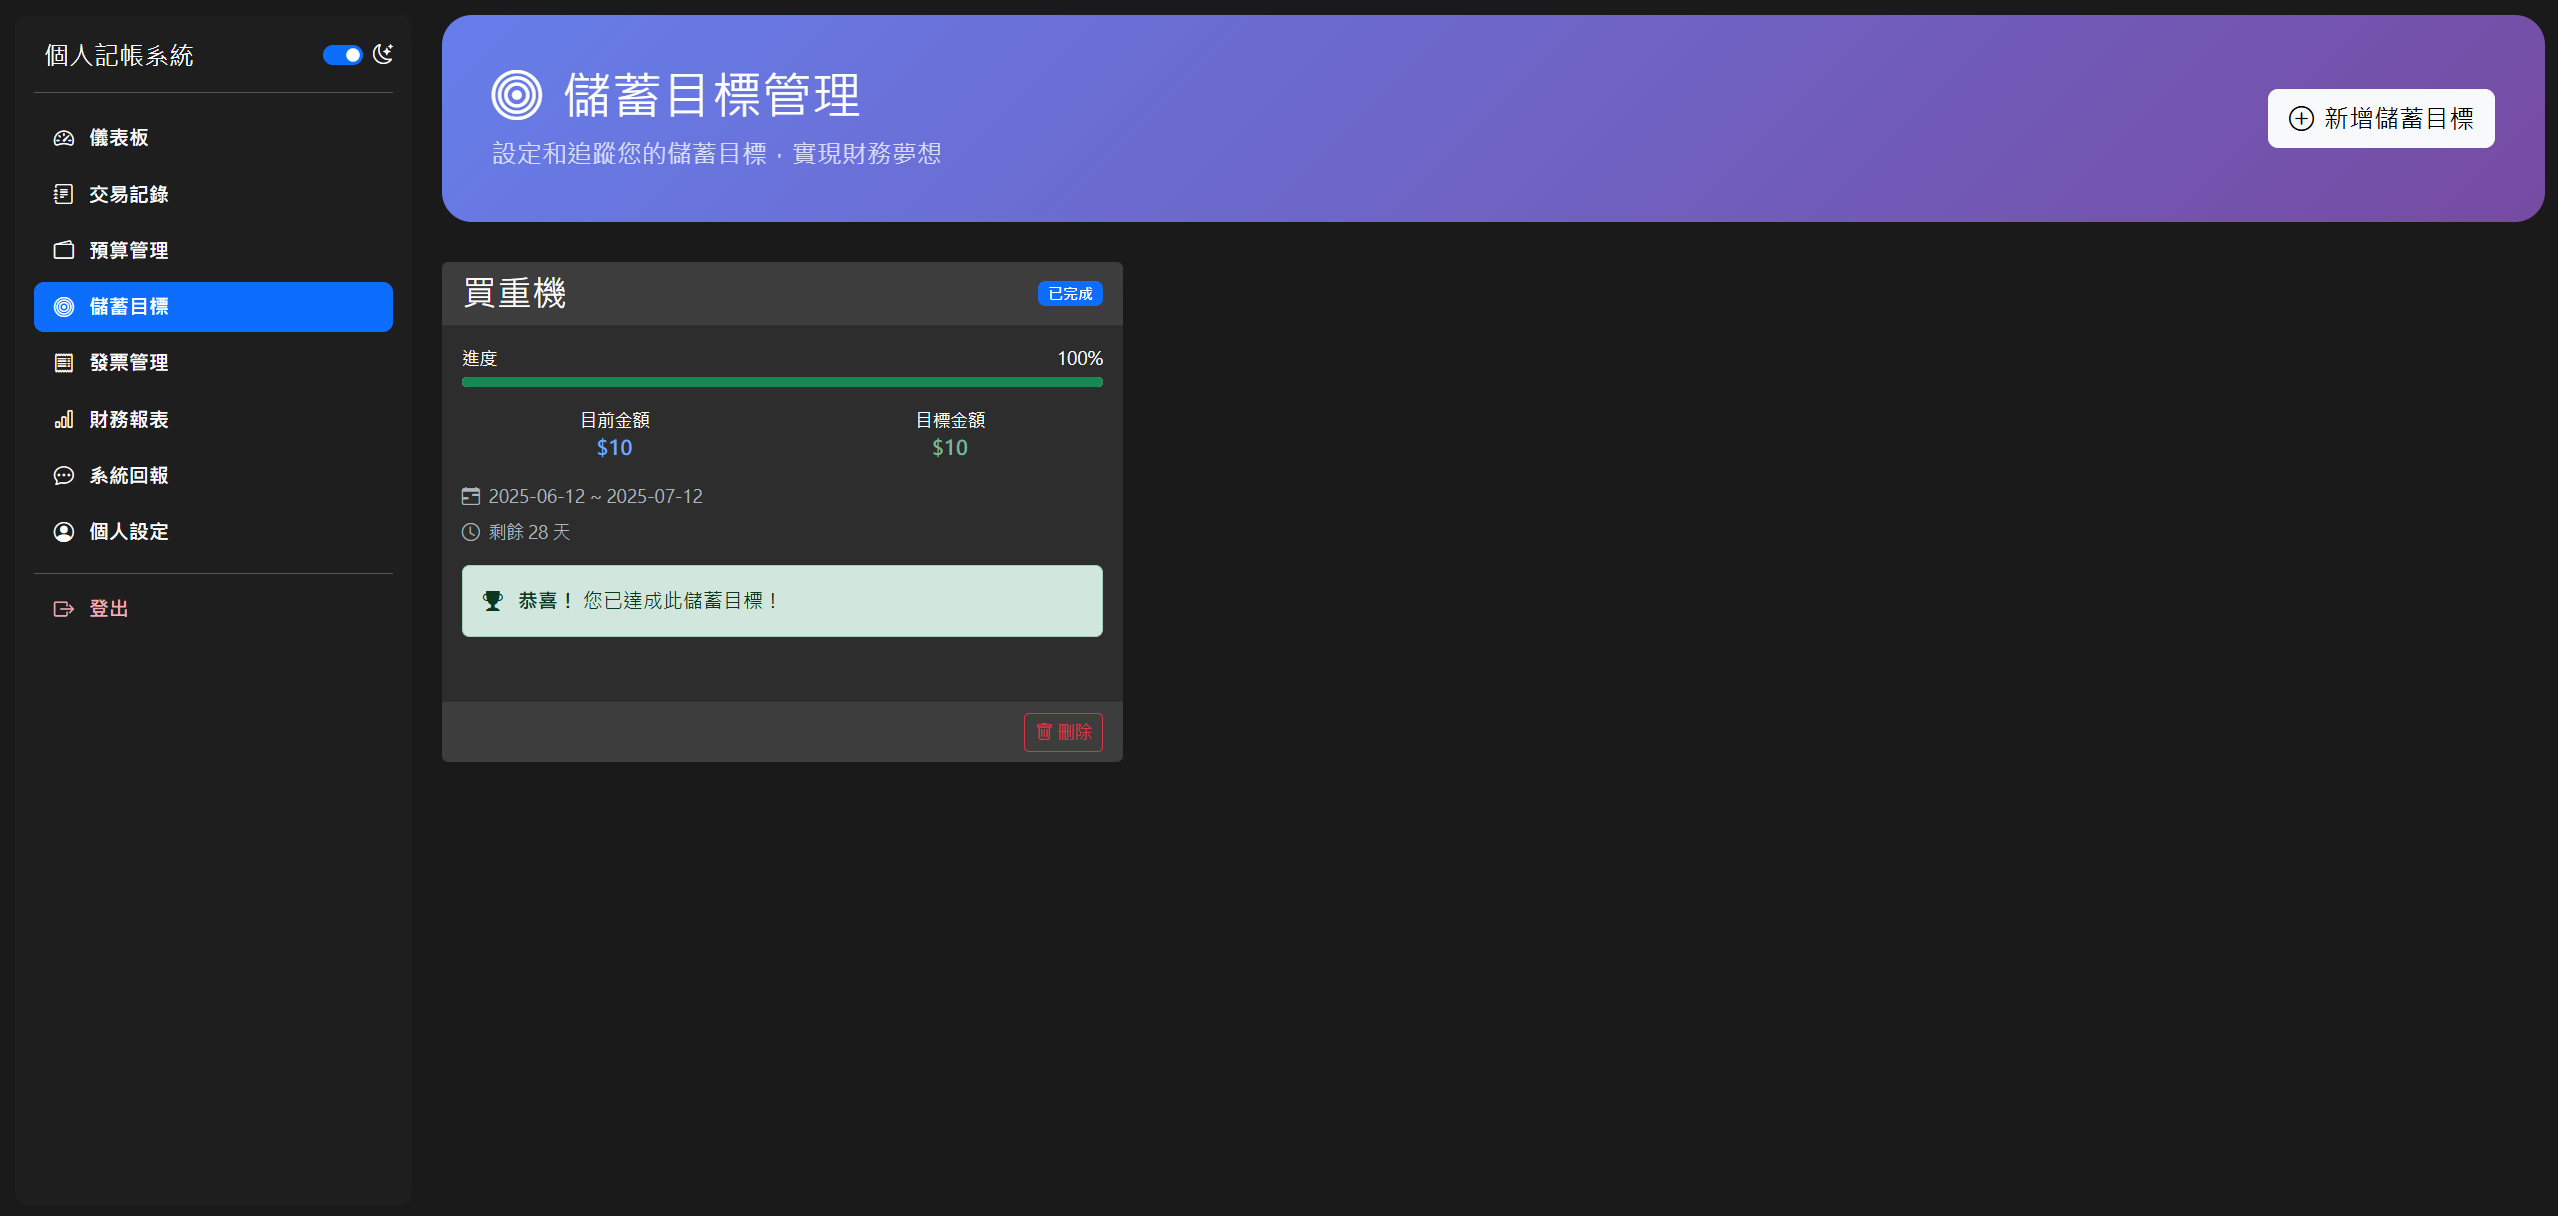 個人記帳系統
儀表板
交易記錄
預算管理
儲蓄目標
發票管理
財務報表
系統回報
個人設定
登出
儲蓄目標管理
設定和追蹤您的儲蓄目標，實現財務夢想
新增儲蓄目標
買重機
已完成
進度 100%
目前金額 目標金額
$10 $10
2025-06-12 ~ 2025-07-12
剩餘 28 天
恭喜！ 您已達成此儲蓄目標！
刪除